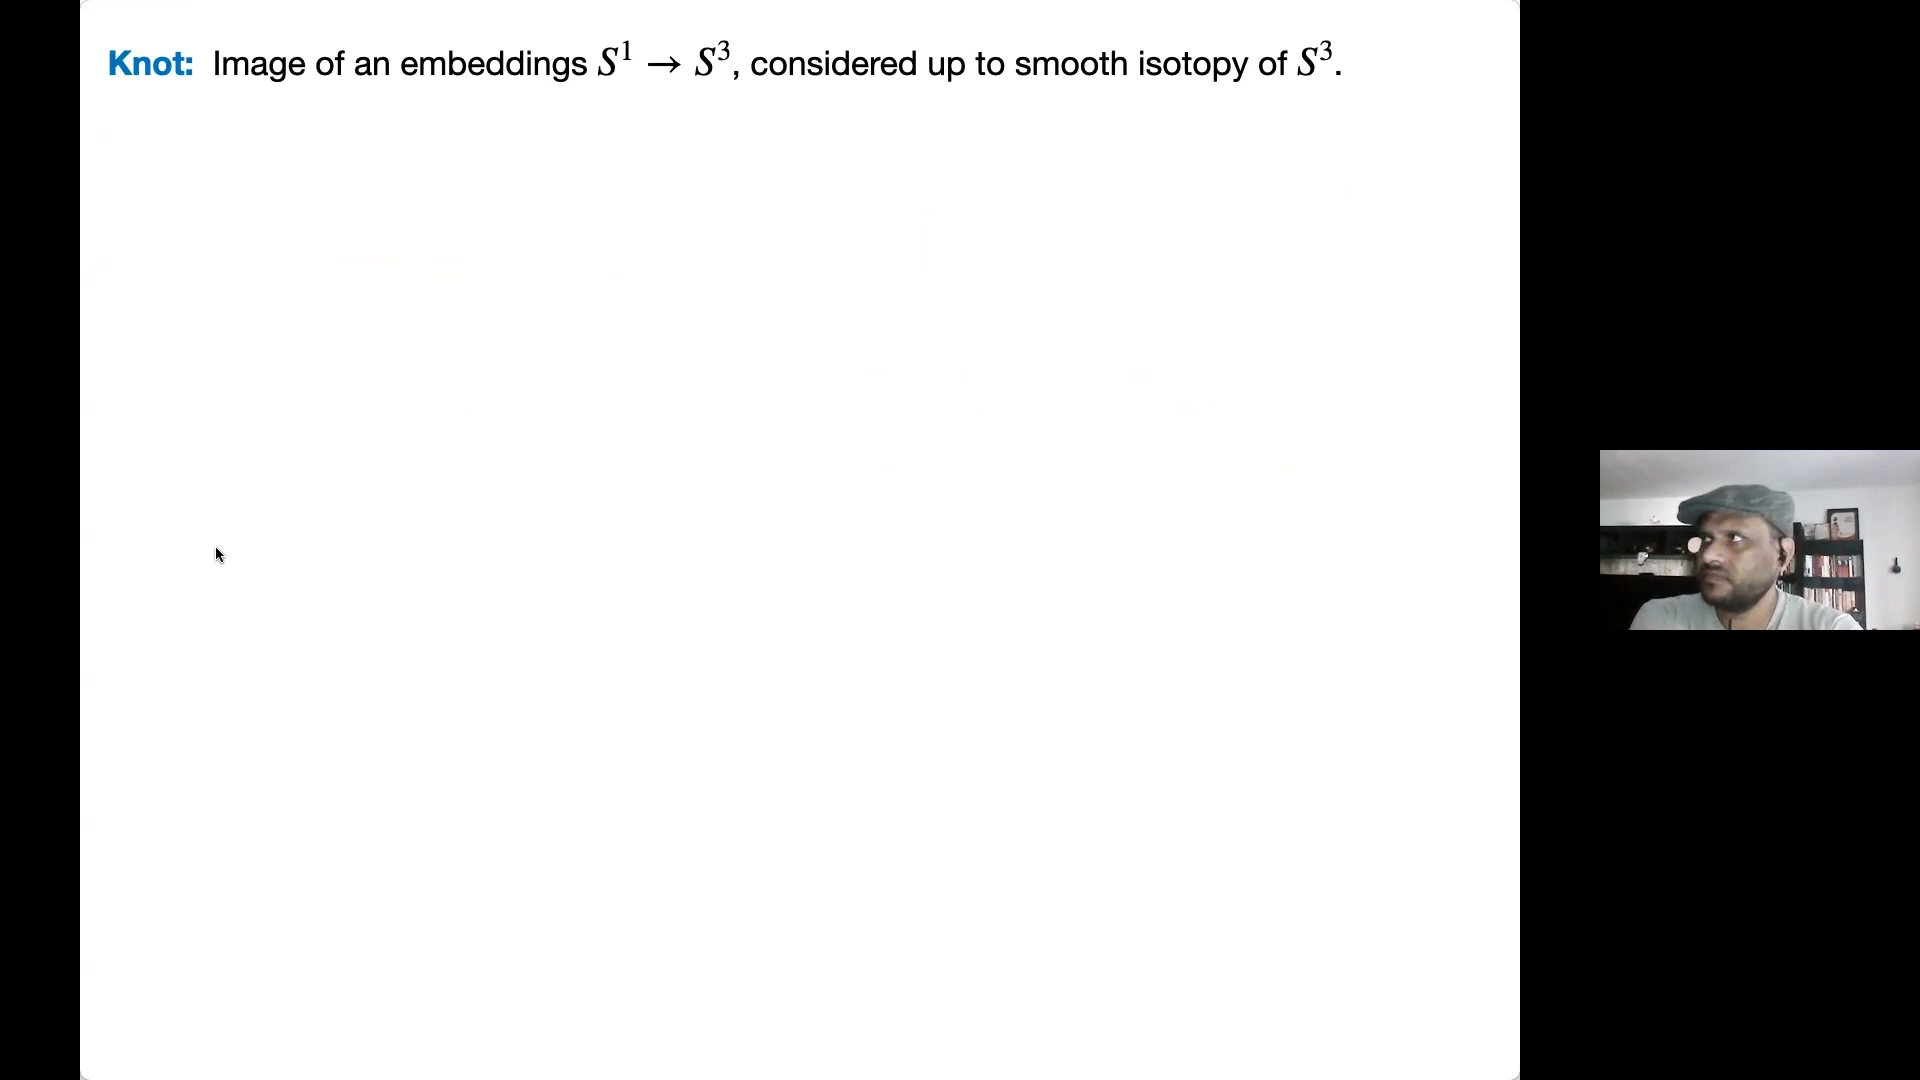 Knot: Image of an embeddings S¹ → S³, considered up to smooth isotopy of S³.